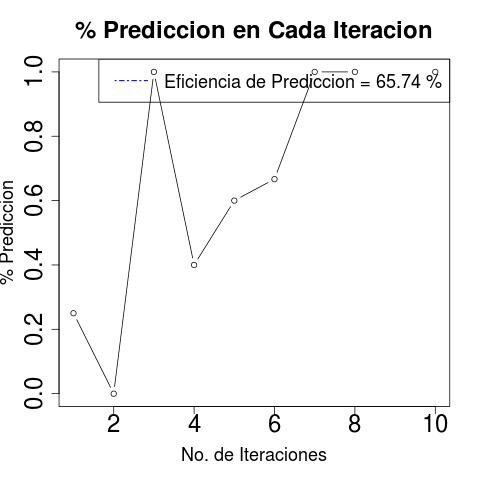 % Prediccion en Cada Iteracion
Eficiencia de Prediccion = 65.74 %
% Prediccion
1.0
0.8
0.6
0.4
0.2
0.0
2 4 6 8 10
No. de Iteraciones